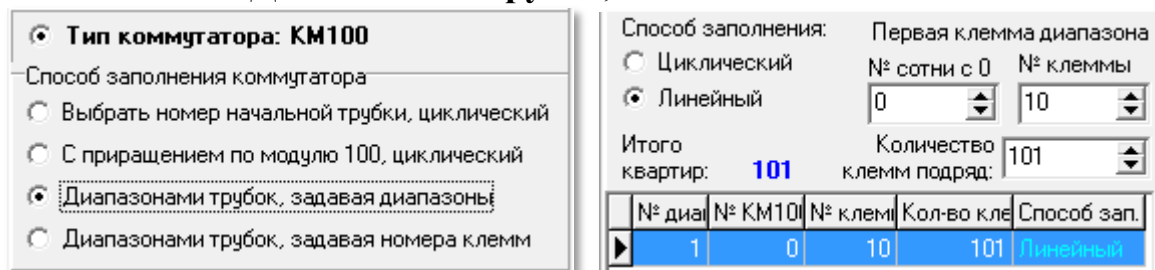 Тип коммутатора: КМ100
Способ заполнения коммутатора
Выбрать номер начальной трубки, циклический
С приращением по модулю 100, циклический
Диапазонами трубок, задавая диапазоны
Диапазонами трубок, задавая номера клемм
Способ заполнения:
Циклический
Линейный
Первая клемма диапазона
№ сотни с 0
№ клеммы
0
10
Итого квартир: 101
Количество клемм подряд: 101
№ диа № КМ10 № клем Кол-во кле Способ зап.
1 0 10 101 Линейный